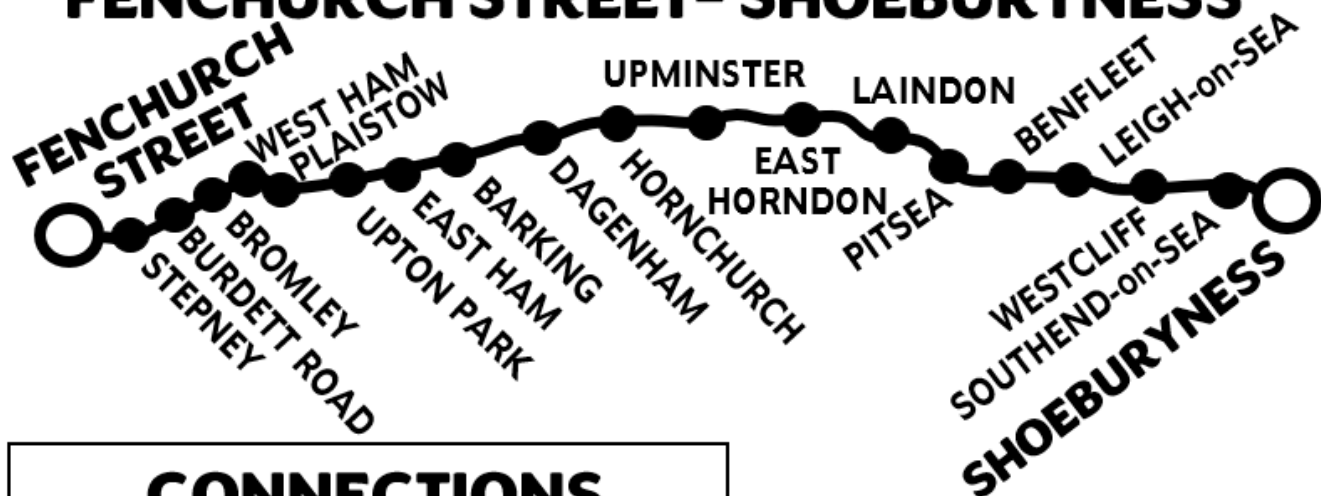 FENCHURCH STREET– SHOEBURYNESS
FENCHURCH
STREET
STEPNEY
BURDETT ROAD
BROMLEY
WEST HAM
PLAISTOW
UPTON PARK
EAST HAM
BARKING
DAGENHAM
HORNCHURCH
UPMINSTER
EAST
HORNDON
LAINDON
PITSEA
BENFLEET
LEIGH-on-SEA
WESTCLIFF
SOUTHEND-on-SEA
SHOEBURYNESS
CONNECTIONS